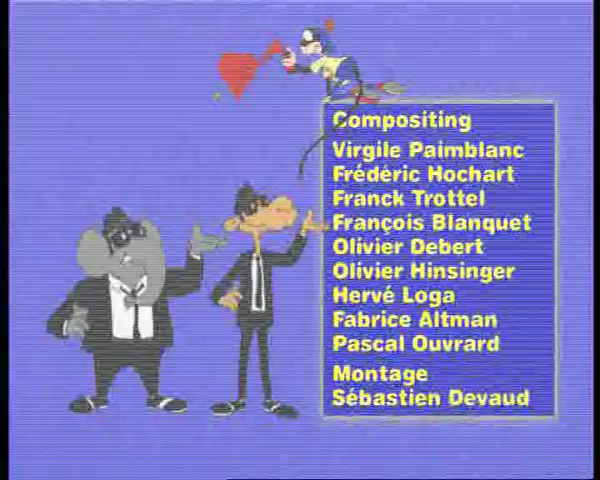 Compositing
Virgile Paimblanc
Frédéric Hochart
Franck Trottel
François Blanquet
Olivier Debert
Olivier Hinsinger
Hervé Loga
Fabrice Altman
Pascal Ouvrard
Montage
Sébastien Devaud